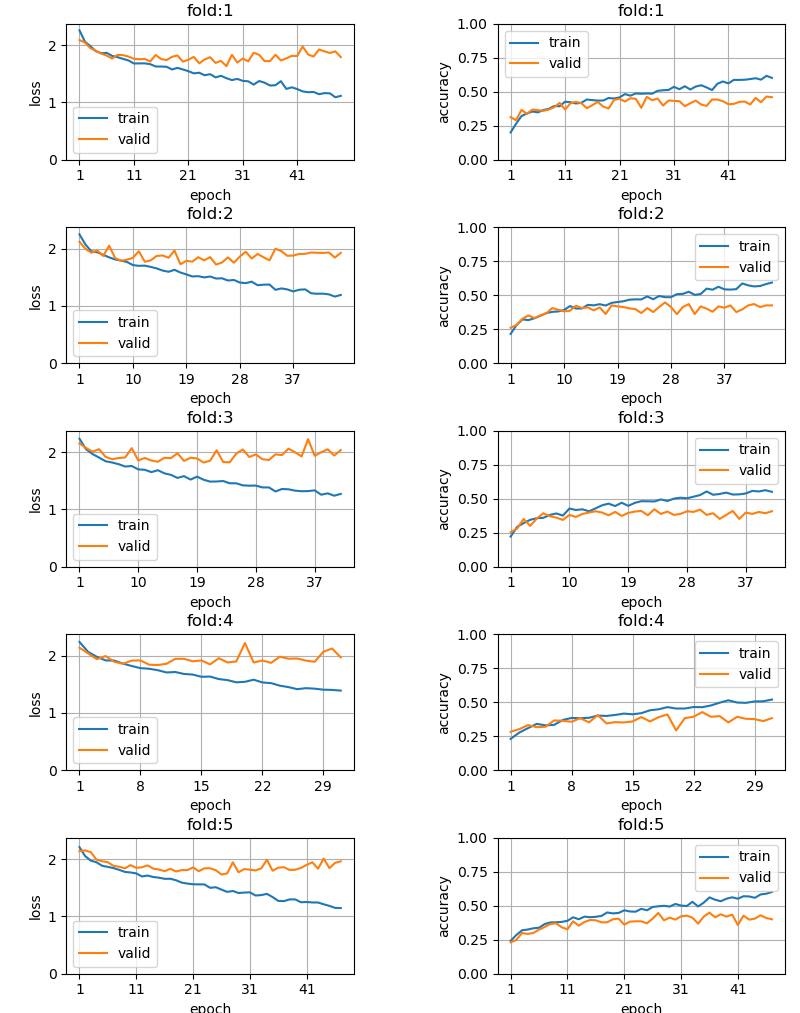 fold:1
fold:1
loss
2
1
0
train
valid
1 11 21 31 41
epoch
accuracy
1.00
0.75
0.50
0.25
0.00
train
valid
1 11 21 31 41
epoch
fold:2
fold:2
loss
2
1
0
train
valid
1 10 19 28 37
epoch
accuracy
1.00
0.75
0.50
0.25
0.00
train
valid
1 10 19 28 37
epoch
fold:3
fold:3
loss
2
1
0
train
valid
1 10 19 28 37
epoch
accuracy
1.00
0.75
0.50
0.25
0.00
train
valid
1 10 19 28 37
epoch
fold:4
fold:4
loss
2
1
0
train
valid
1 8 15 22 29
epoch
accuracy
1.00
0.75
0.50
0.25
0.00
train
valid
1 8 15 22 29
epoch
fold:5
fold:5
loss
2
1
0
train
valid
1 11 21 31 41
epoch
accuracy
1.00
0.75
0.50
0.25
0.00
train
valid
1 11 21 31 41
epoch